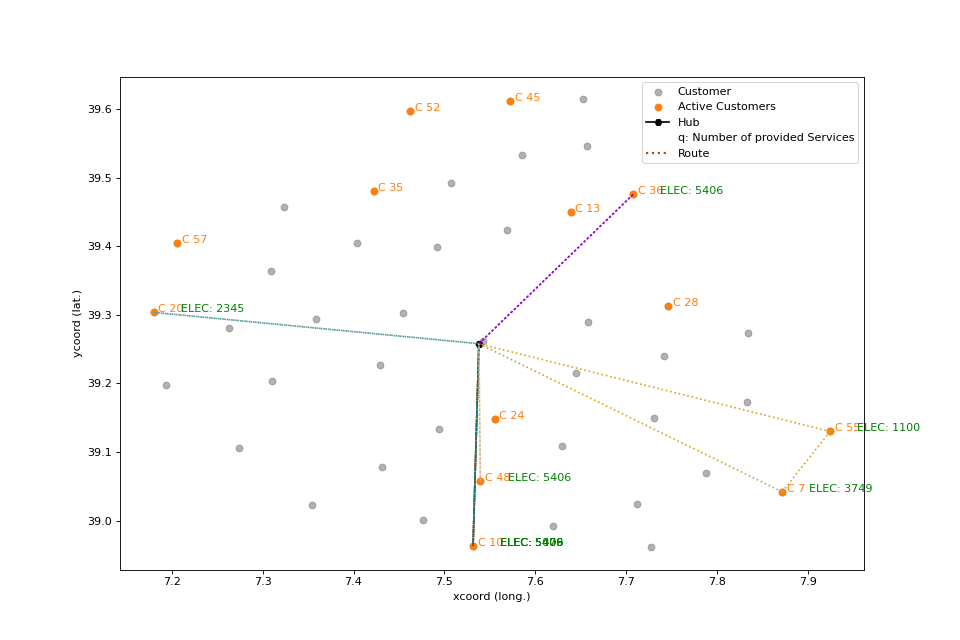 39.6
39.5
39.4
39.3
39.2
39.1
39.0
ycoord (lat.)
7.2
7.3
7.4
7.5
7.6
7.7
7.8
7.9
xcoord (long.)
Customer
Active Customers
Hub
q: Number of provided Services
Route
C 52
C 45
C 35
C 36
ELEC: 5406
C 13
C 57
C 28
C 20
ELEC: 2345
C 24
C 55
ELEC: 1100
C 48
ELEC: 5406
C 7
ELEC: 3749
C 10